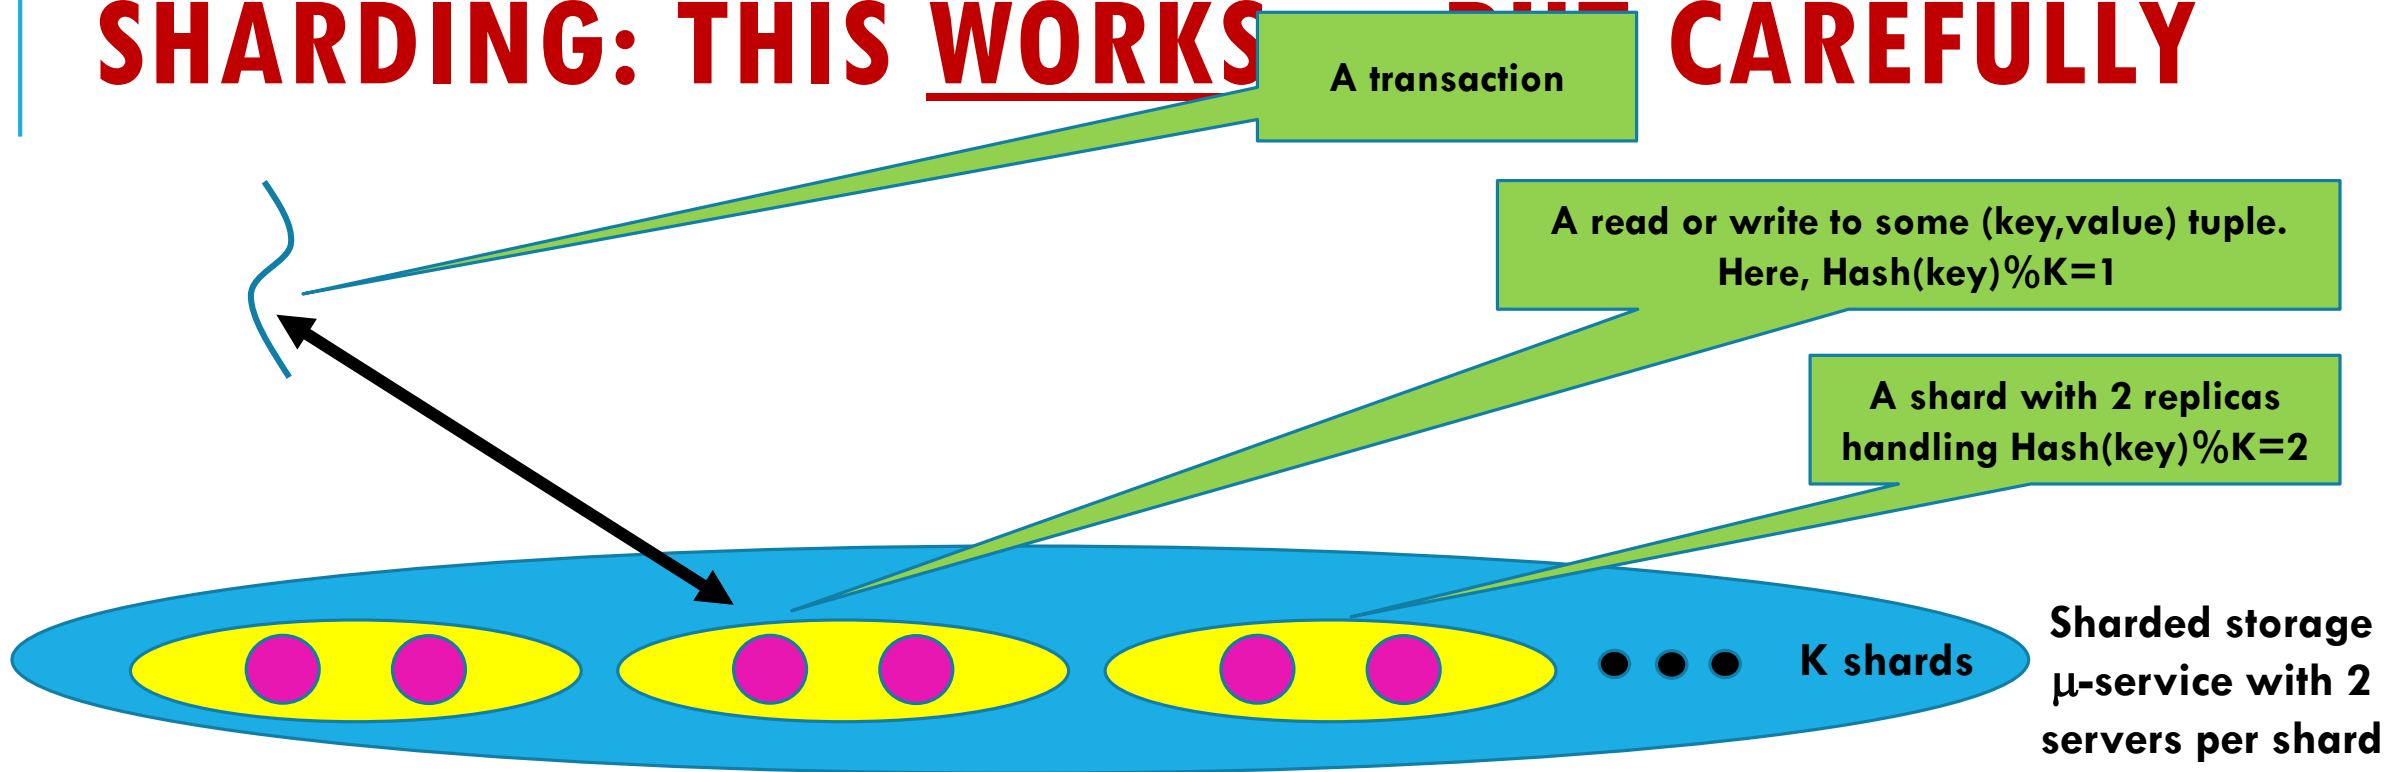 SHARDING: THIS WORKS CAREFULLY
A transaction
A read or write to some (key,value) tuple.
Here, Hash(key)%K=1
A shard with 2 replicas
handling Hash(key)%K=2
K shards
Sharded storage
μ-service with 2
servers per shard